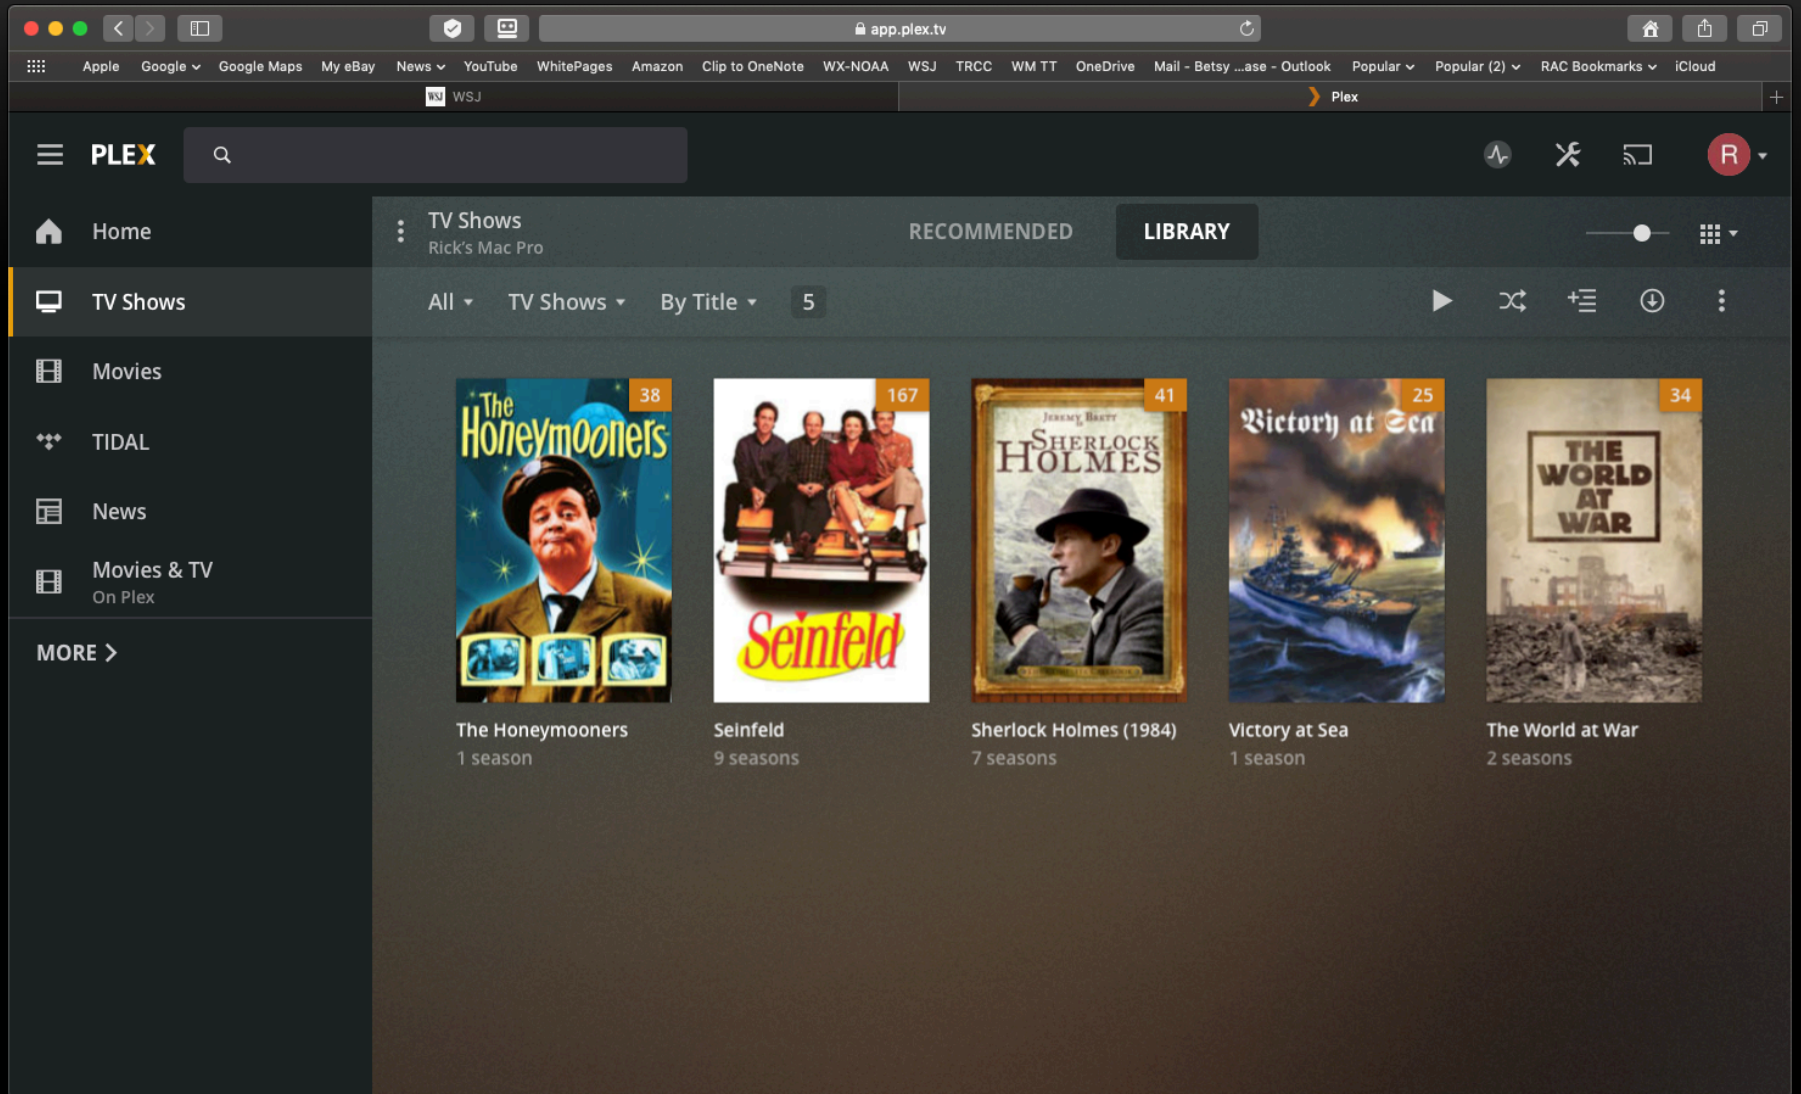 app.plex.tv
Apple Google Google Maps My eBay News YouTube WhitePages Amazon Clip to OneNote WX-NOAA WSJ TRCC WM TT OneDrive Mail - Betsy ...ase - Outlook Popular Popular (2) RAC Bookmarks iCloud
WSJ WSJ Plex
PLEX R
Home
TV Shows
Movies
TIDAL
News
Movies & TV
On Plex
MORE
TV Shows
Rick's Mac Pro
RECOMMENDED LIBRARY
All TV Shows By Title 5
38
The
Honeymooners
The Honeymooners
1 season
167
Seinfeld
Seinfeld
9 seasons
41
JEREMY BRETT
SHERLOCK
HOLMES
Sherlock Holmes (1984)
7 seasons
25
Victory at Sea
Victory at Sea
1 season
34
THE
WORLD
AT
WAR
The World at War
2 seasons